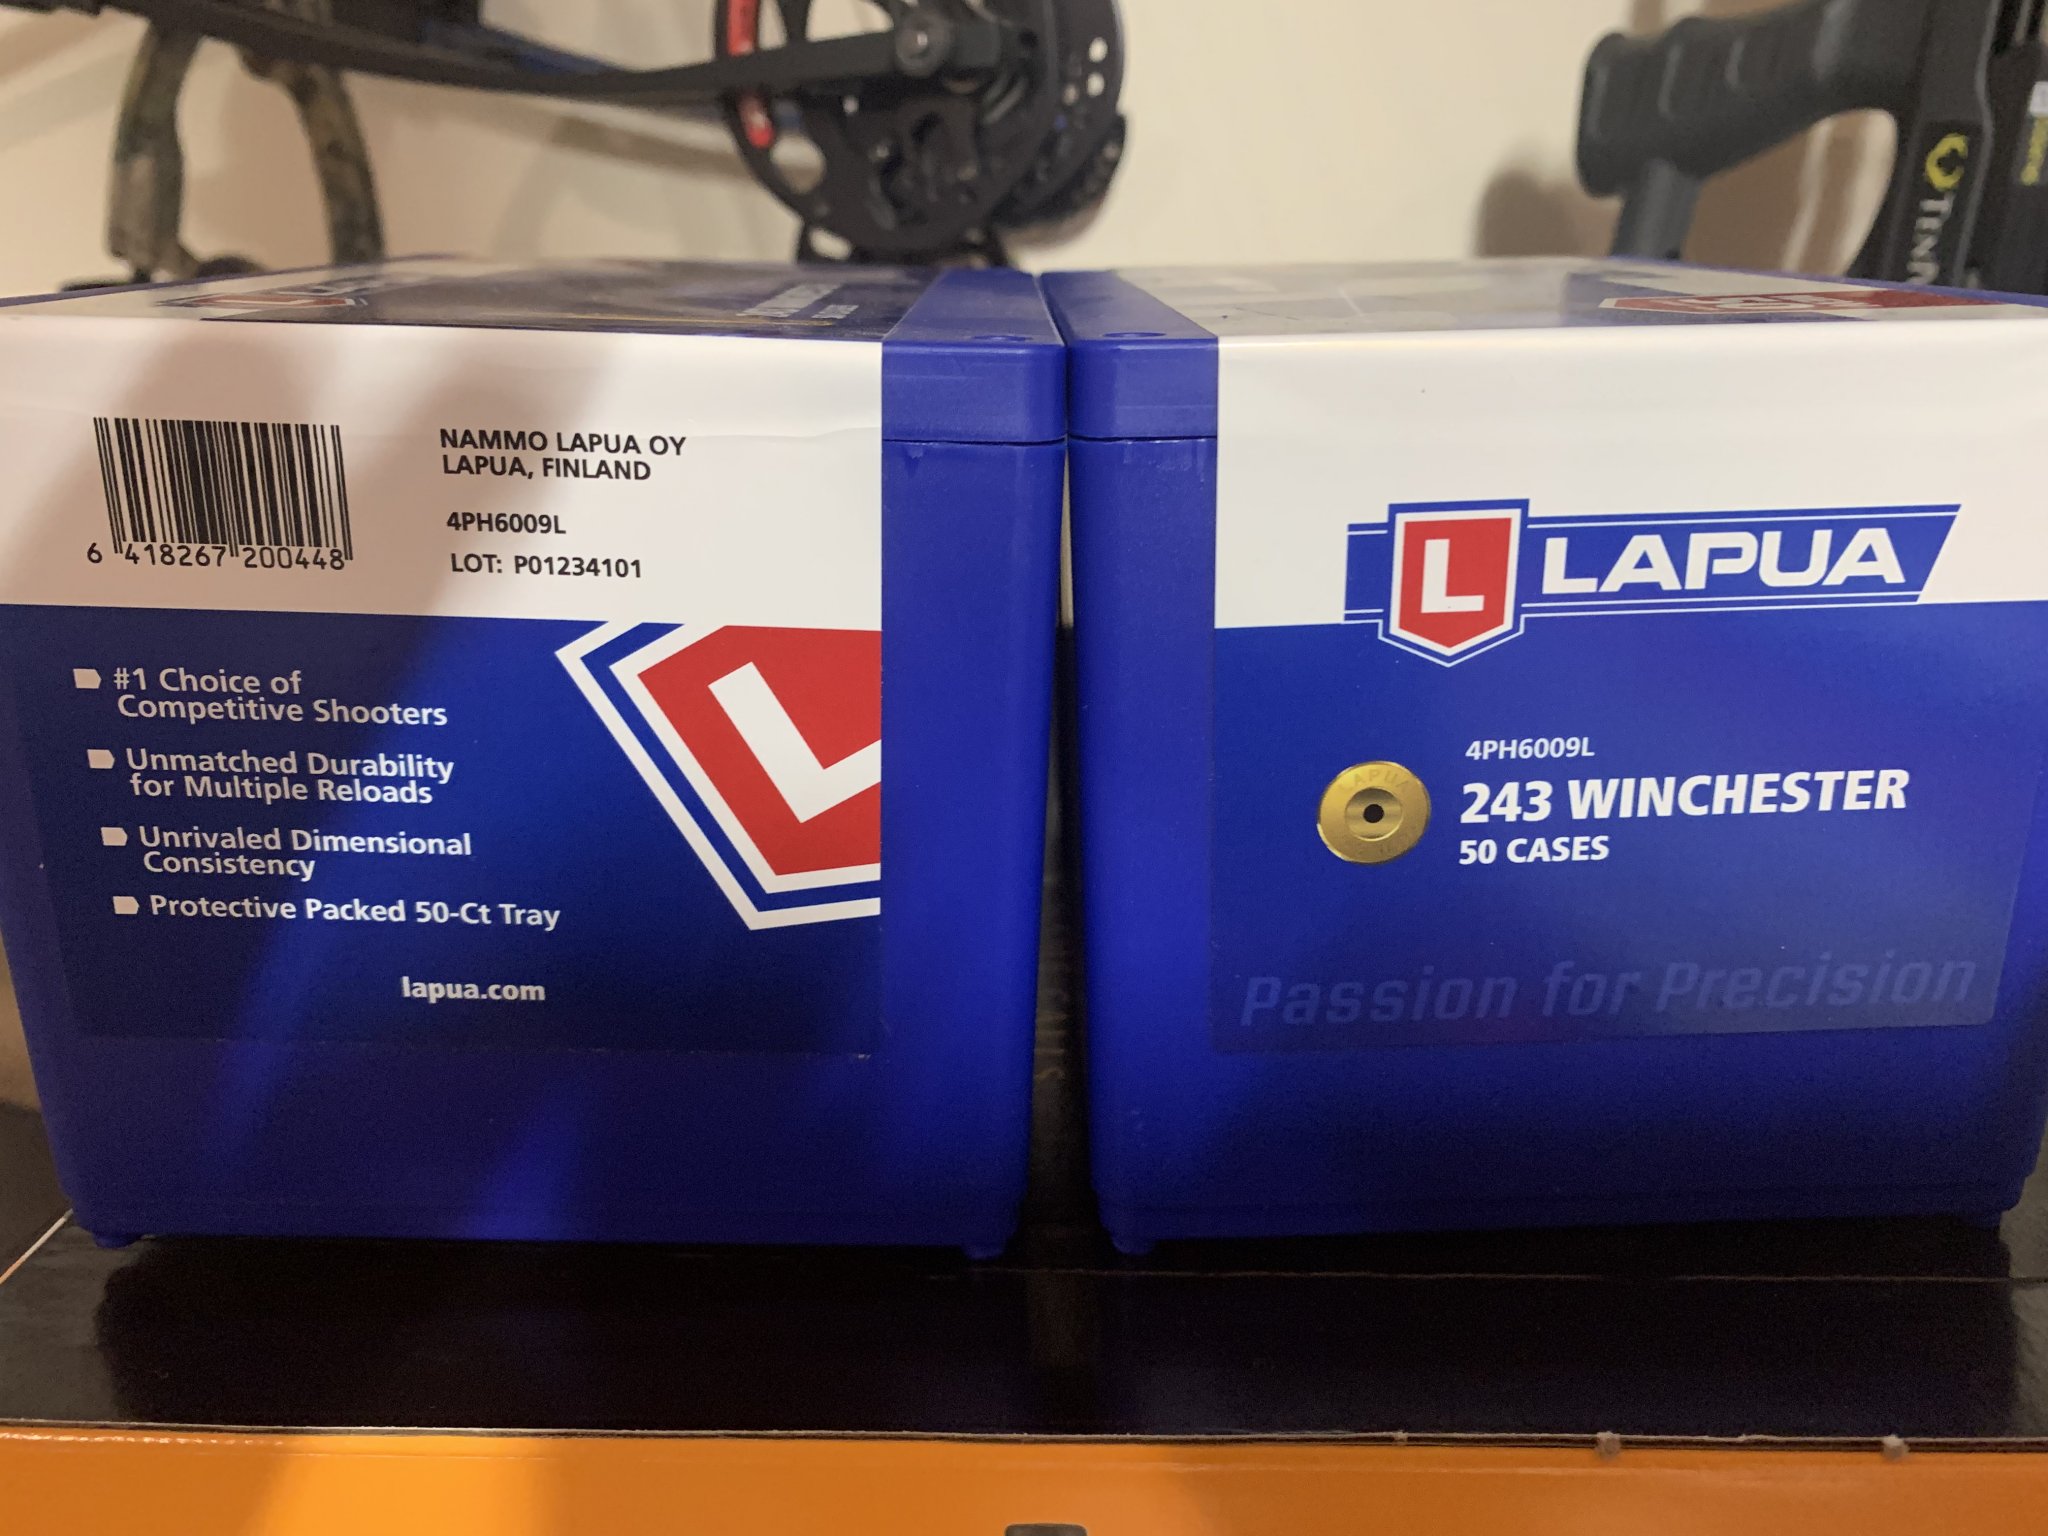 6 418267 200448
NAMMO LAPUA OY
LAPUA, FINLAND
4PH6009L
LOT: P01234101
#1 Choice of
Competitive Shooters
Unmatched Durability
for Multiple Reloads
Unrivaled Dimensional
Consistency
Protective Packed 50-Ct Tray
lapua.com
L
L LAPUA
4PH6009L
243 WINCHESTER
50 CASES
LAPUA
Passion for Precision